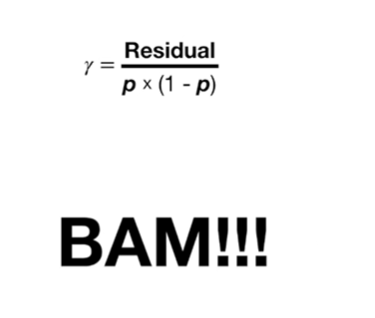 γ = Residual
p × (1 - p)
BAM!!!